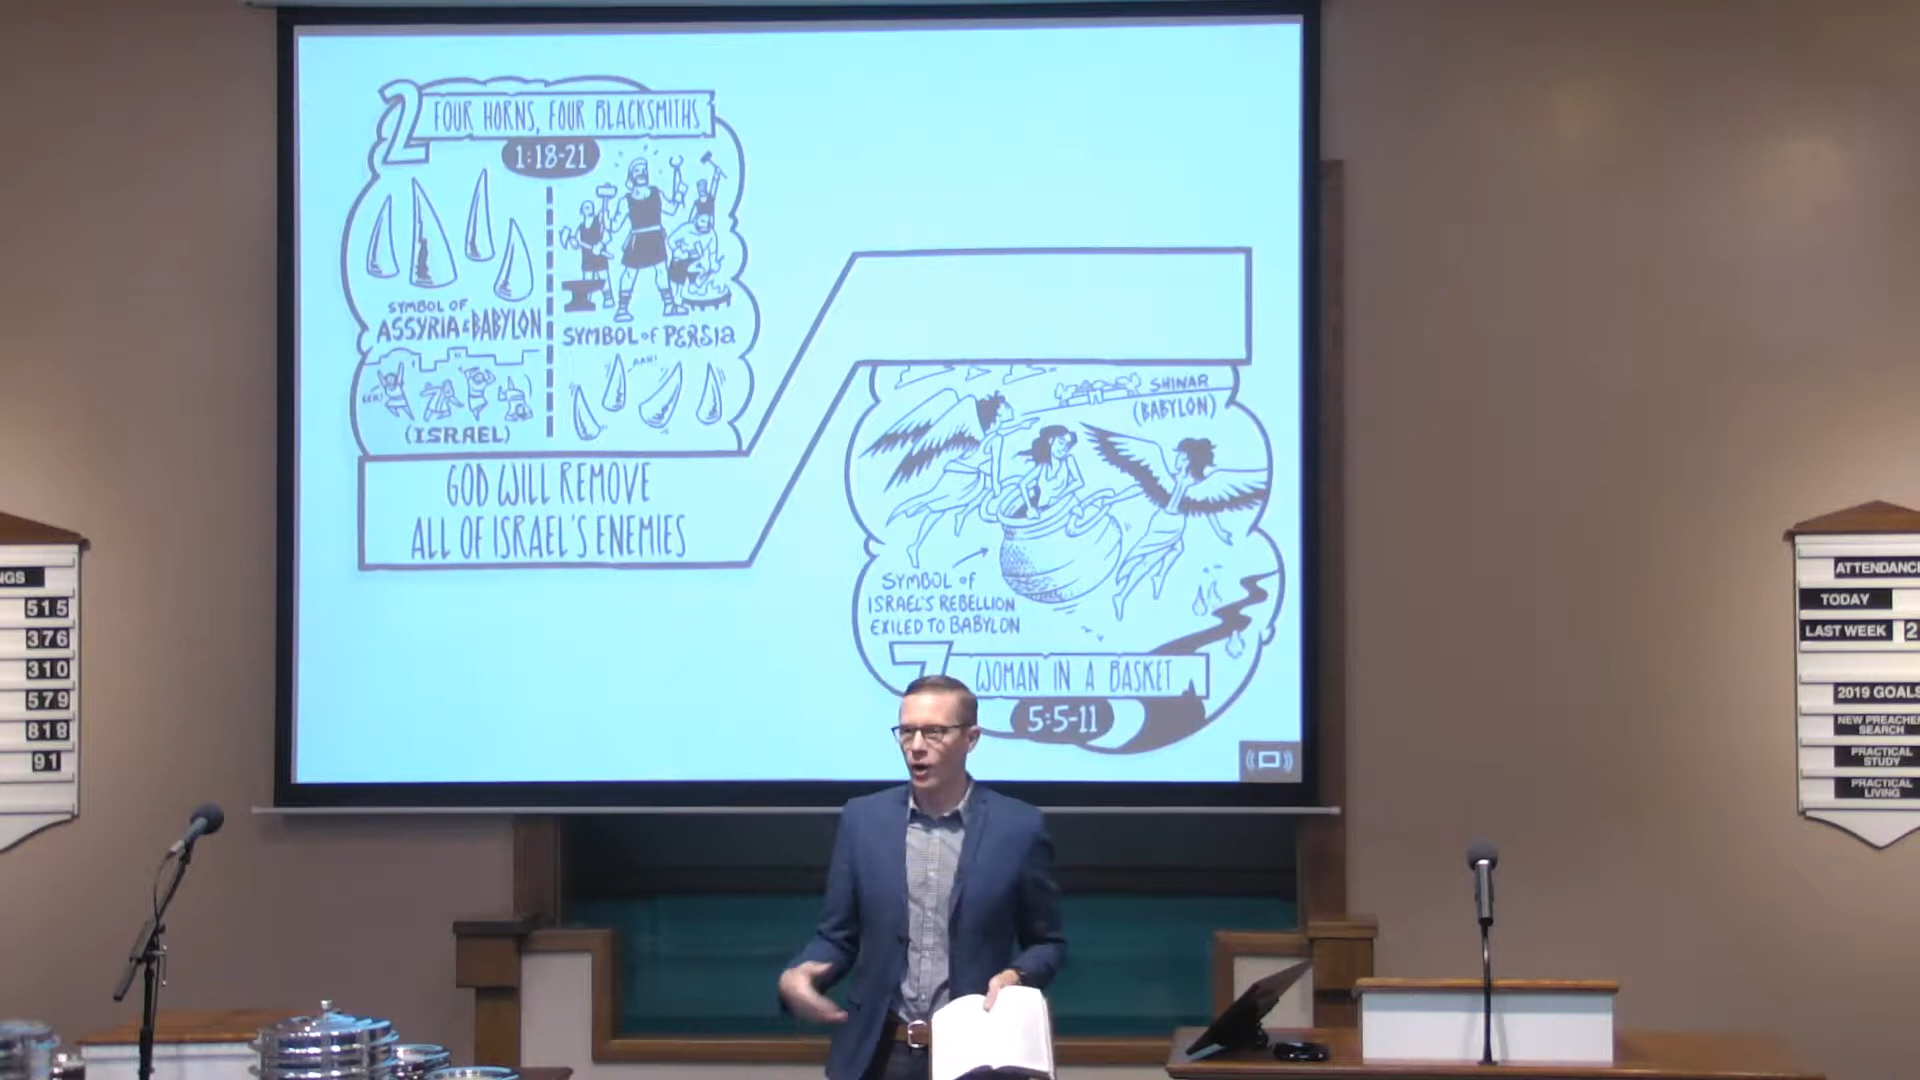 2 FOUR HORNS, FOUR BLACKSMITHS
1:18-21
SYMBOL OF
ASSYRIA & BABYLON
SYMBOL OF PERSIA
AAH!
(ISRAEL)
GOD WILL REMOVE
ALL OF ISRAEL'S ENEMIES
SHINAR
(BABYLON)
SYMBOL OF
ISRAEL'S REBELLION
EXILED TO BABYLON
7 WOMAN IN A BASKET
5:5-11
NGS
515
376
310
579
818
91
ATTENDANCE
TODAY
LAST WEEK 2
2019 GOALS
NEW PREACHER
SEARCH
PRACTICAL
STUDY
PRACTICAL
LIVING